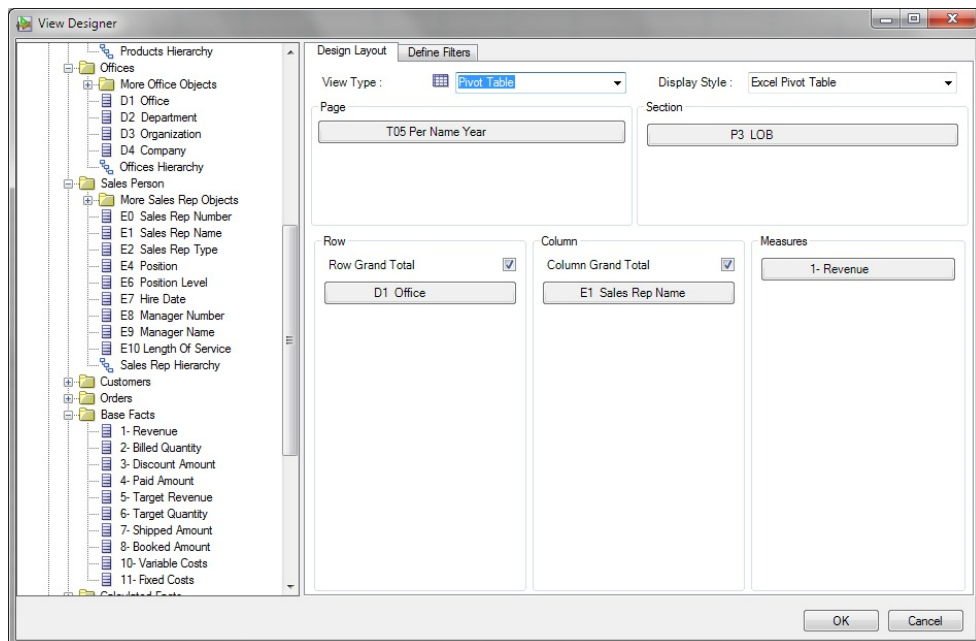 View Designer
Products Hierarchy
Offices
More Office Objects
D1 Office
D2 Department
D3 Organization
D4 Company
Offices Hierarchy
Sales Person
More Sales Rep Objects
E0 Sales Rep Number
E1 Sales Rep Name
E2 Sales Rep Type
E4 Position
E6 Position Level
E7 Hire Date
E8 Manager Number
E9 Manager Name
E10 Length Of Service
Sales Rep Hierarchy
Customers
Orders
Base Facts
1- Revenue
2- Billed Quantity
3- Discount Amount
4- Paid Amount
5- Target Revenue
6- Target Quantity
7- Shipped Amount
8- Booked Amount
10- Variable Costs
11- Fixed Costs
Calculated Facts
Design Layout Define Filters
View Type : Pivot Table Display Style : Excel Pivot Table
Page Section
T05 Per Name Year P3 LOB
Row Column Measures
Row Grand Total Column Grand Total 1- Revenue
D1 Office E1 Sales Rep Name
OK Cancel